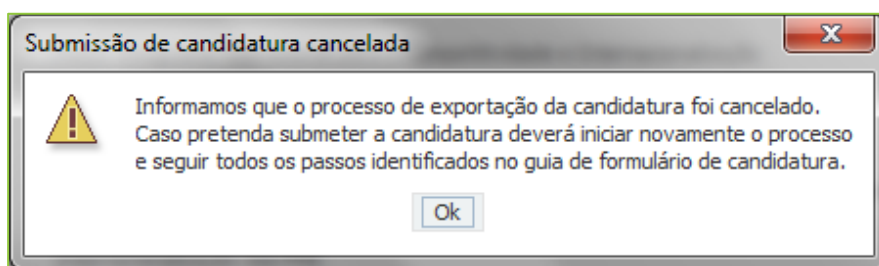 Submissão de candidatura cancelada
Informamos que o processo de exportação da candidatura foi cancelado.
Caso pretenda submeter a candidatura deverá iniciar novamente o processo
e seguir todos os passos identificados no guia de formulário de candidatura.
Ok